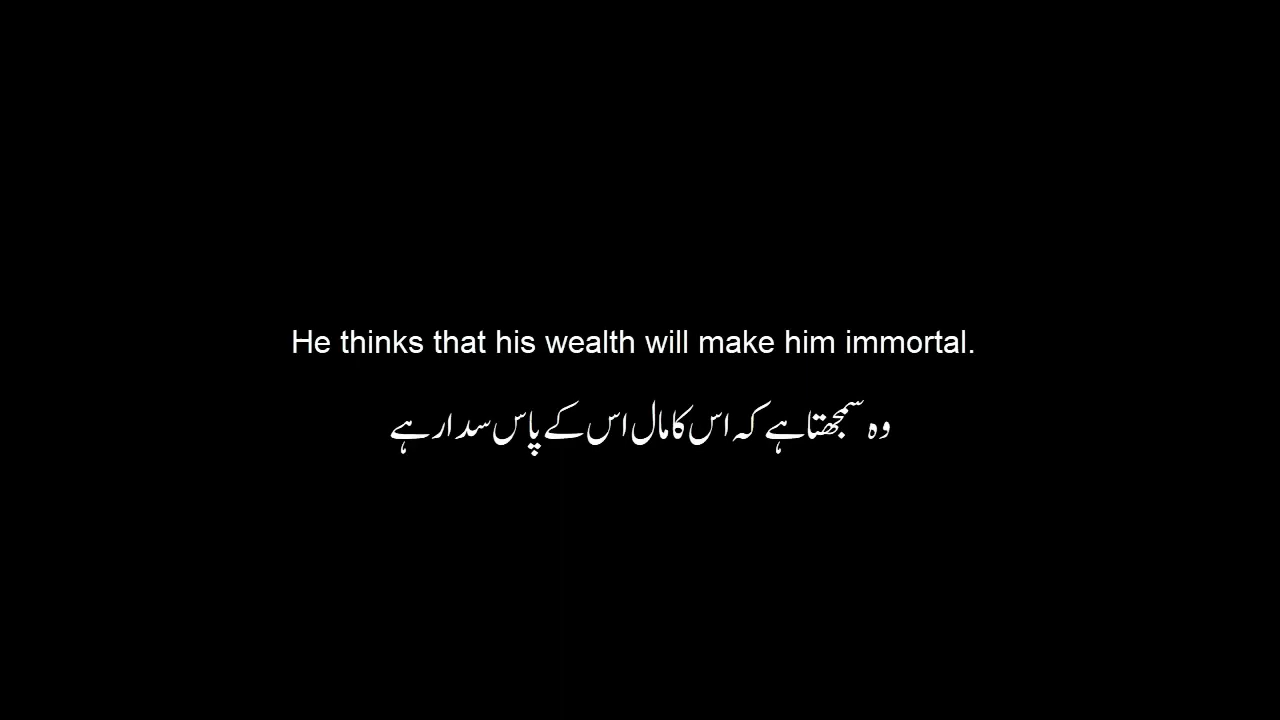 He thinks that his wealth will make him immortal.
وہ سمجھتا ہے کہ اس کا مال اس کے پاس سدا رہے